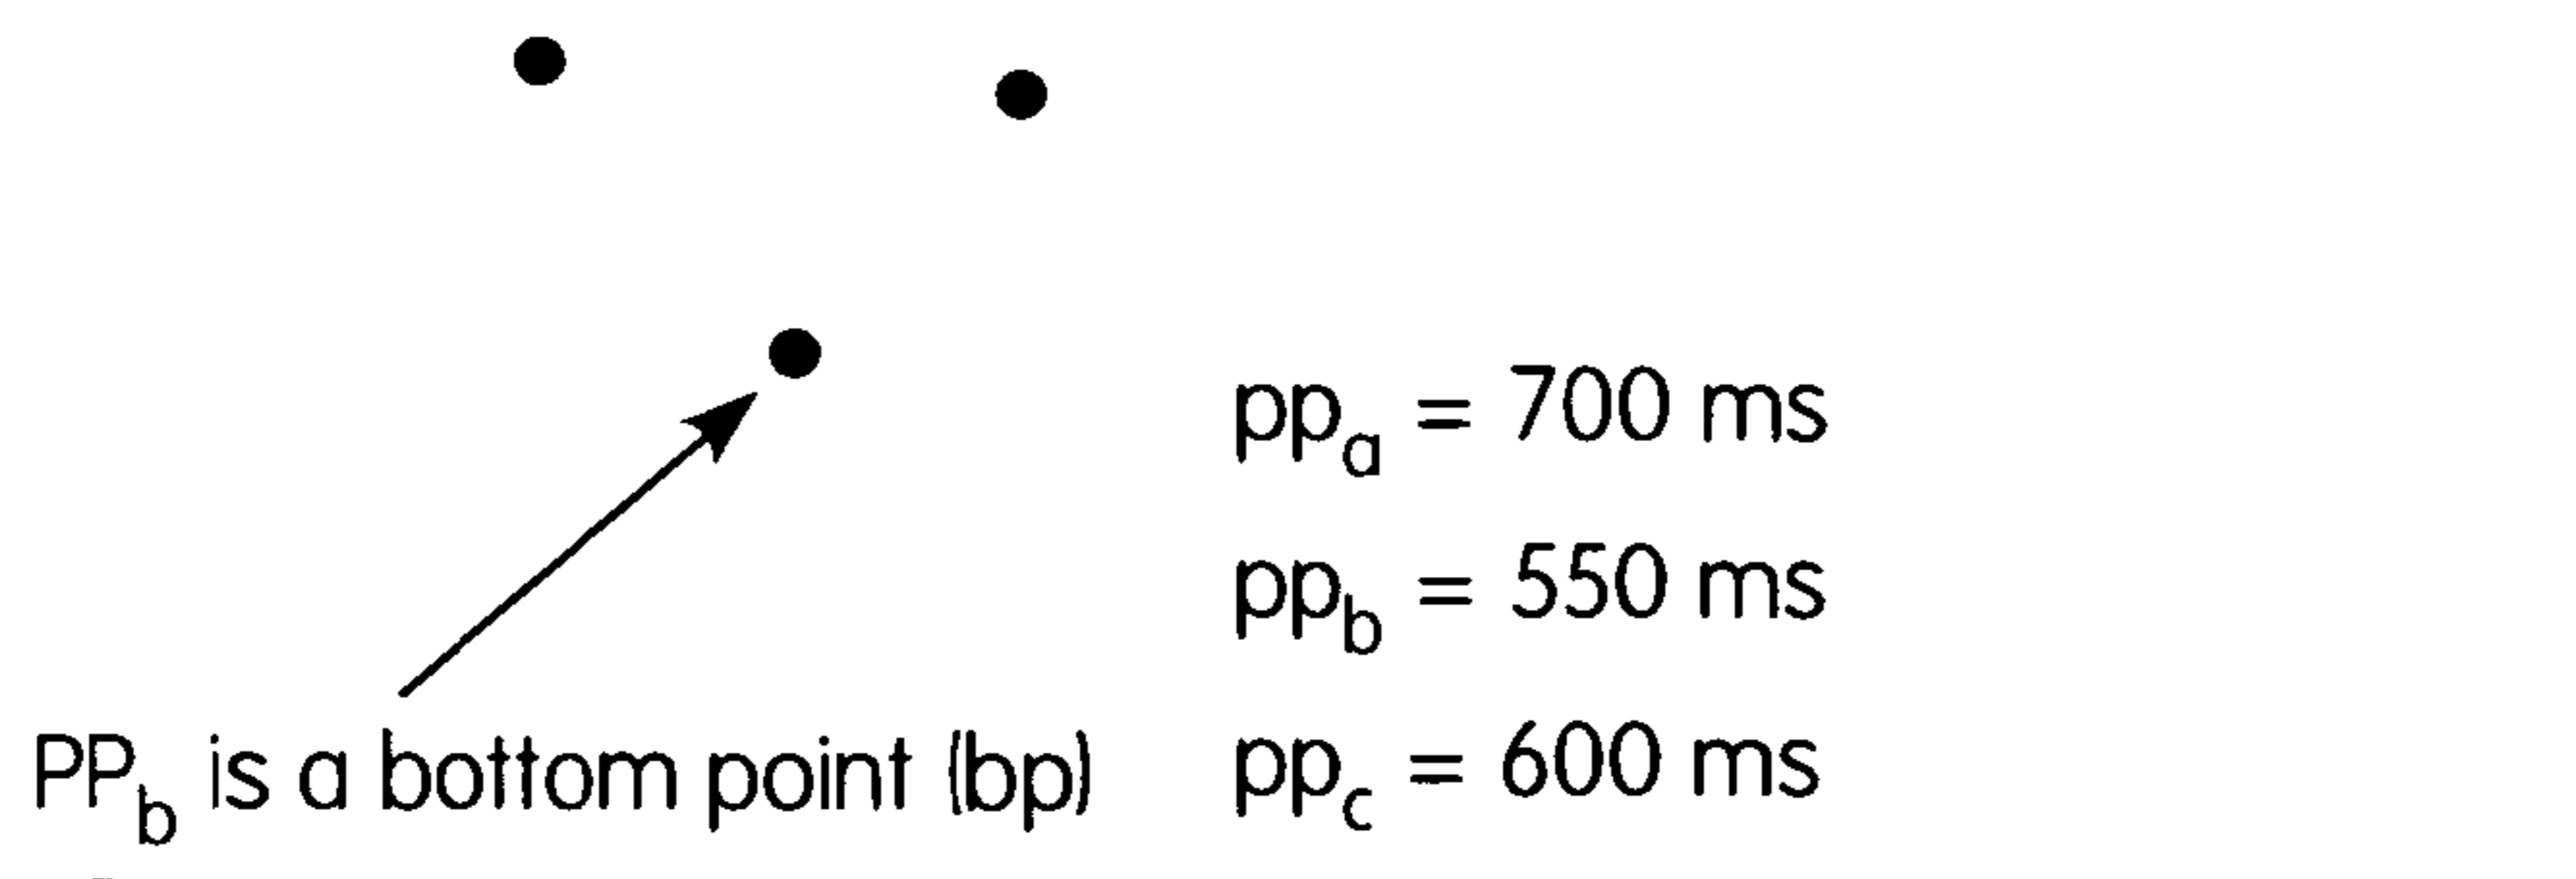 pp_a = 700 ms
pp_b = 550 ms
PP_b is a bottom point (bp)
pp_c = 600 ms